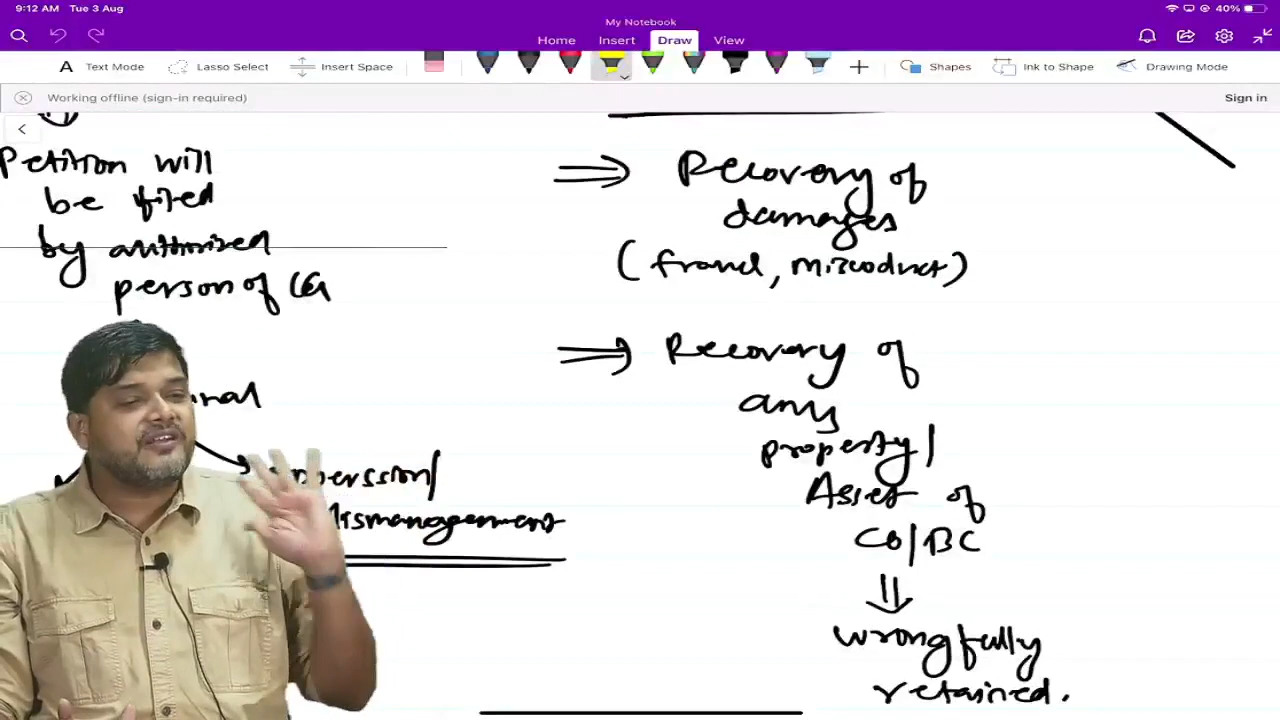 9:12 AM Tue 3 Aug
40%
My Notebook
Home Insert Draw View
A Text Mode Lasso Select Insert Space Shapes Ink to Shape Drawing Mode
Working offline (sign-in required) Sign in
Petition will
be filed
by authorized
person of CG
Recovery of
damages
(fraud, misconduct)
Recovery of
any
property/
Asset of
CO/BC
wrongfully
retained.